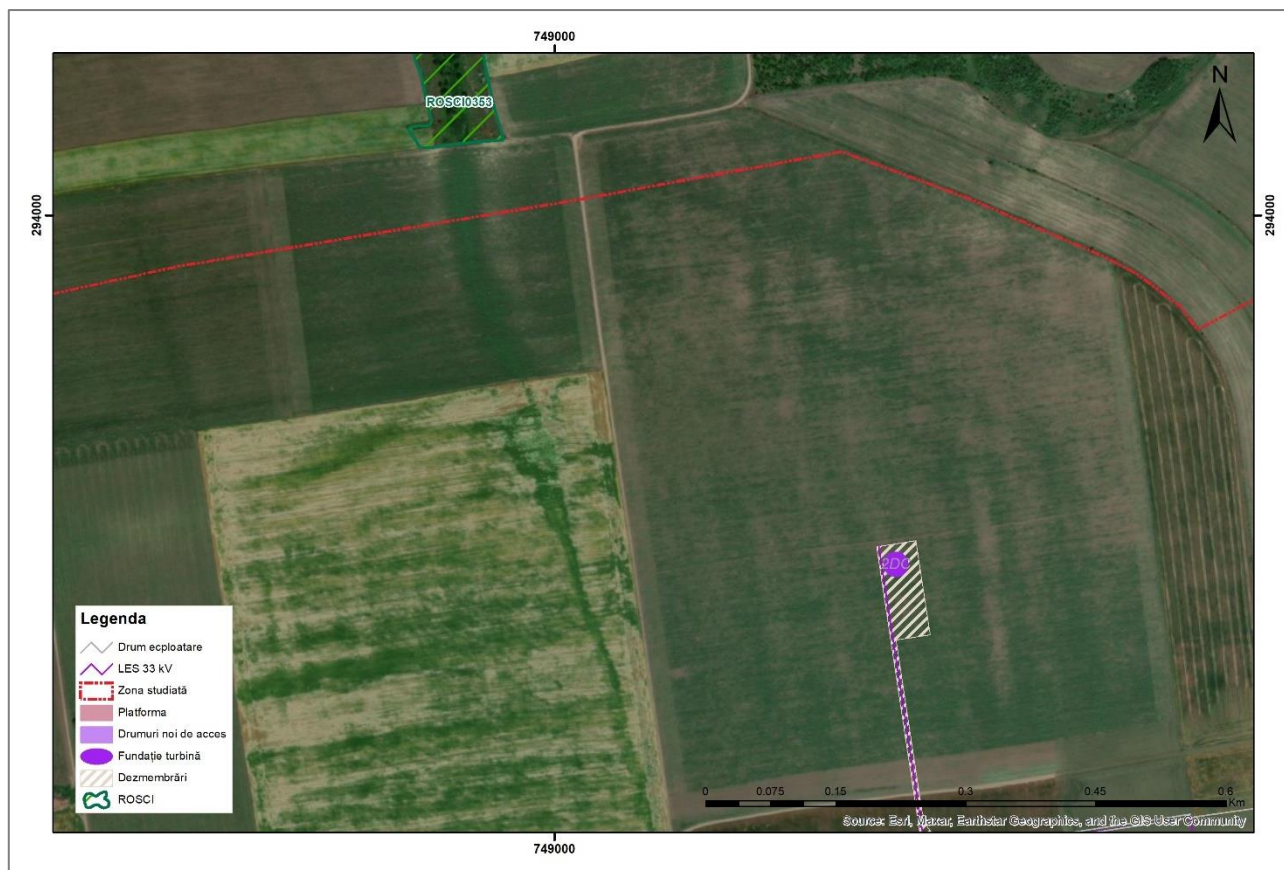 749000
N
ROSCI0353
294000
294000
2DC
Legenda
Drum ecploatare
LES 33 kV
Zona studiată
Platforma
Drumuri noi de acces
Fundație turbină
Dezmembrări
ROSCI
0 0.075 0.15 0.3 0.45 0.6
Km
Source: Esri, Maxar, Earthstar Geographics, and the GIS User Community
749000